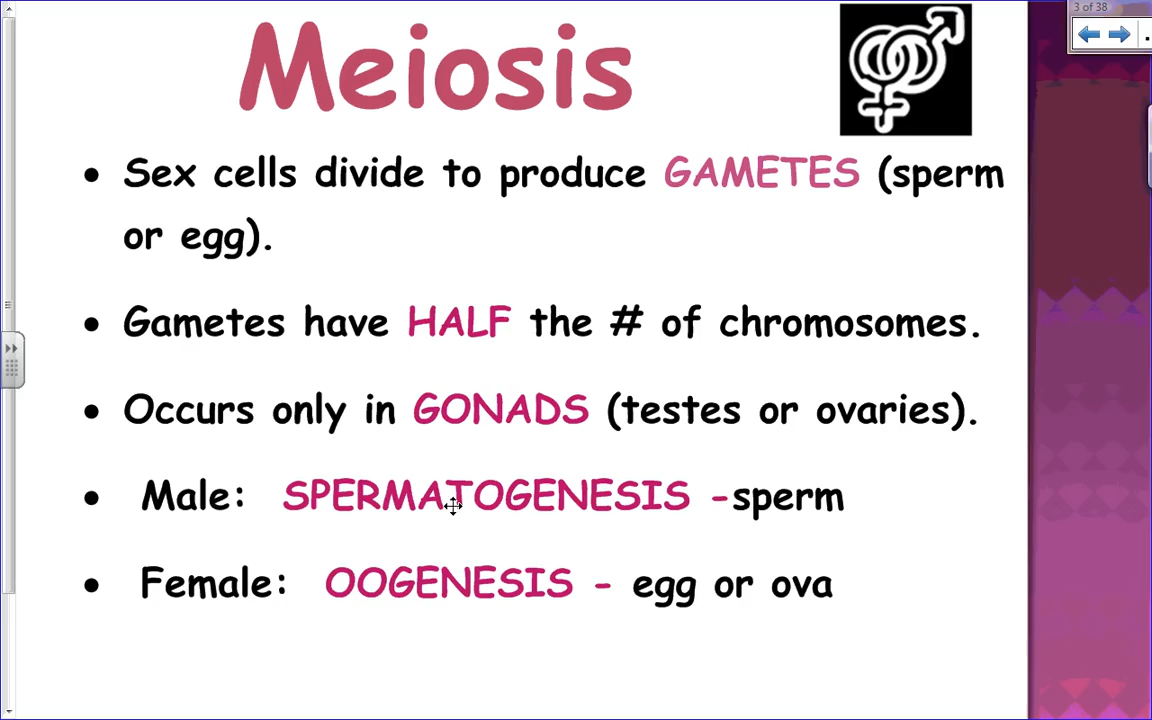 3 of 38
Meiosis
• Sex cells divide to produce GAMETES (sperm
or egg).
• Gametes have HALF the # of chromosomes.
• Occurs only in GONADS (testes or ovaries).
• Male: SPERMATOGENESIS -sperm
• Female: OOGENESIS - egg or ova